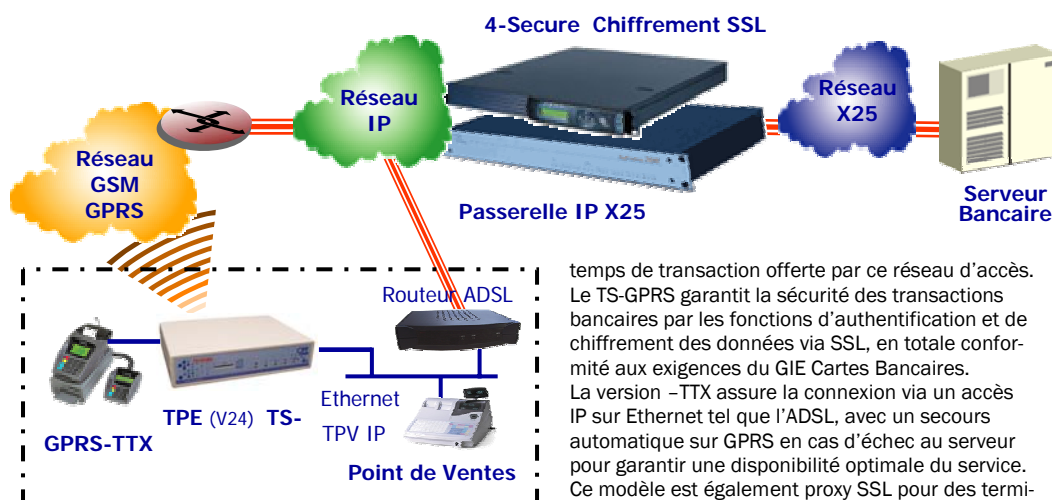 4-Secure Chiffrement SSL
Réseau
IP
Réseau
X25
Réseau
GSM
GPRS
Passerelle IP X25
Serveur
Bancaire
Routeur ADSL
Ethernet
TPV IP
TPE (V24) TS-
GPRS-TTX
Point de Ventes
temps de transaction offerte par ce réseau d'accès.
Le TS-GPRS garantit la sécurité des transactions
bancaires par les fonctions d'authentification et de
chiffrement des données via SSL, en totale confor-
mité aux exigences du GIE Cartes Bancaires.
La version –TTX assure la connexion via un accès
IP sur Ethernet tel que l'ADSL, avec un secours
automatique sur GPRS en cas d'échec au serveur
pour garantir une disponibilité optimale du service.
Ce modèle est également proxy SSL pour des termi-